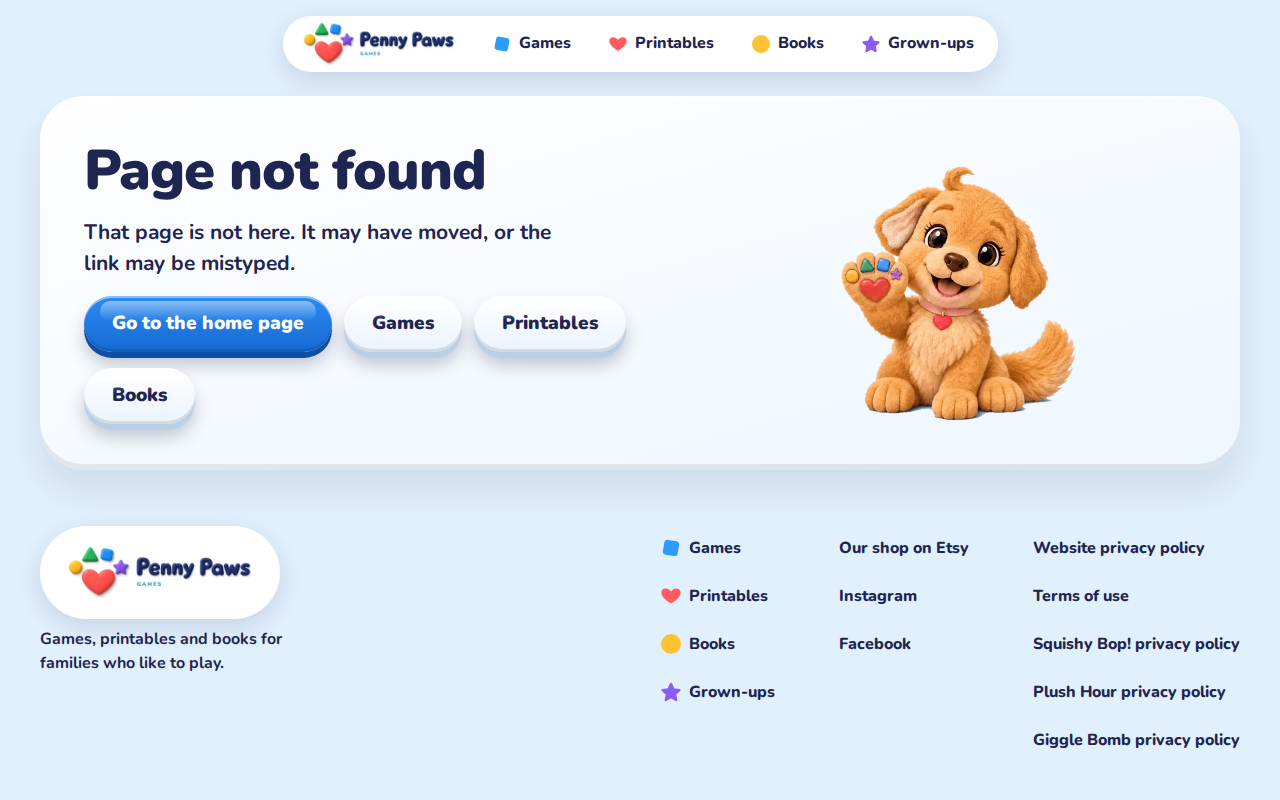 Penny Paws
GAMES
Games
Printables
Books
Grown-ups
Page not found
That page is not here. It may have moved, or the
link may be mistyped.
Go to the home page
Games
Printables
Books
Penny Paws
GAMES
Games, printables and books for
families who like to play.
Games
Printables
Books
Grown-ups
Our shop on Etsy
Instagram
Facebook
Website privacy policy
Terms of use
Squishy Bop! privacy policy
Plush Hour privacy policy
Giggle Bomb privacy policy